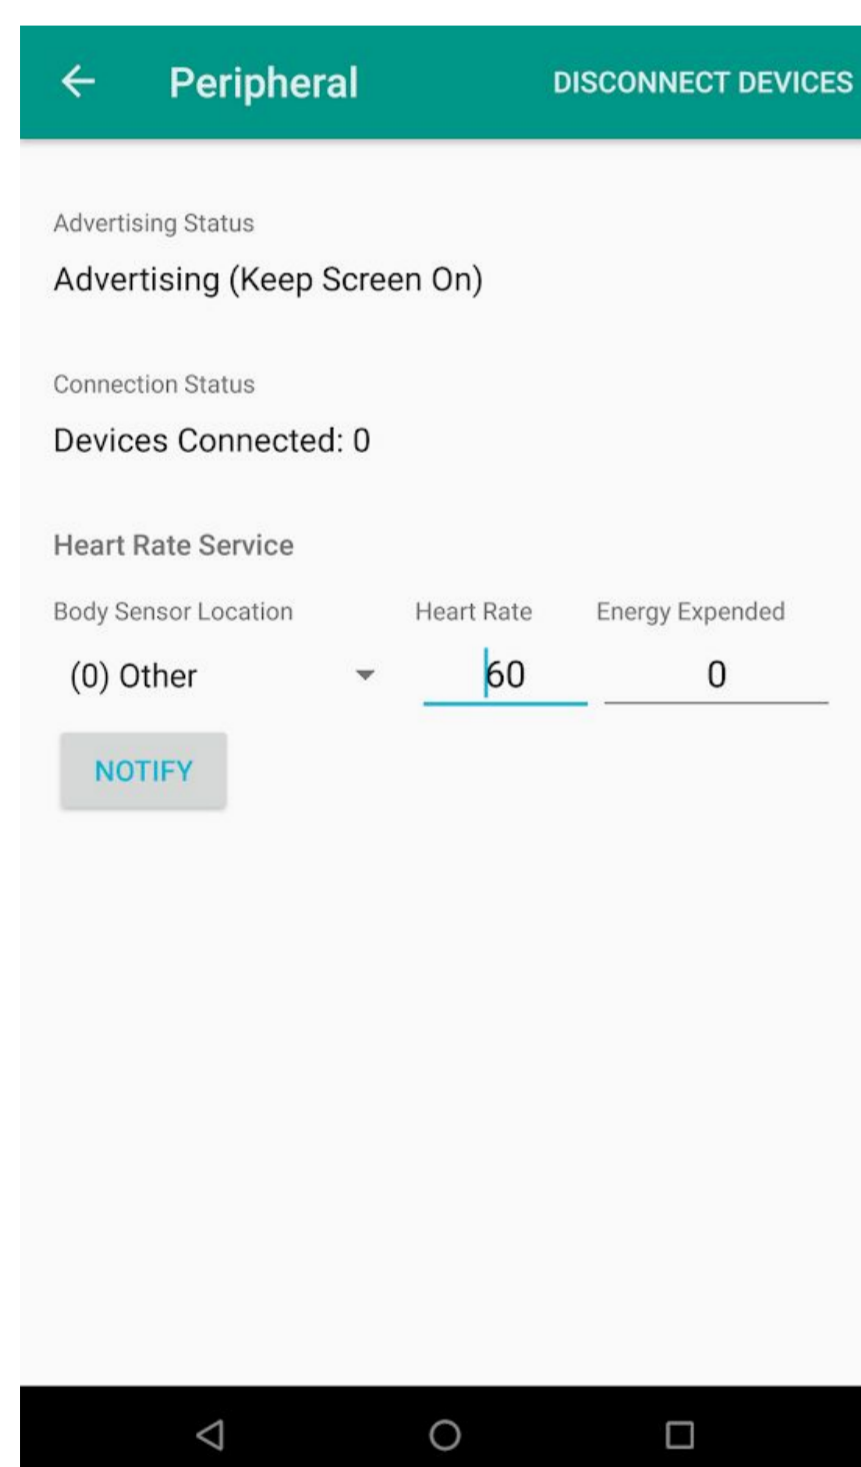 Peripheral DISCONNECT DEVICES
Advertising Status
Advertising (Keep Screen On)
Connection Status
Devices Connected: 0
Heart Rate Service
Body Sensor Location Heart Rate Energy Expended
(0) Other 60 0
NOTIFY